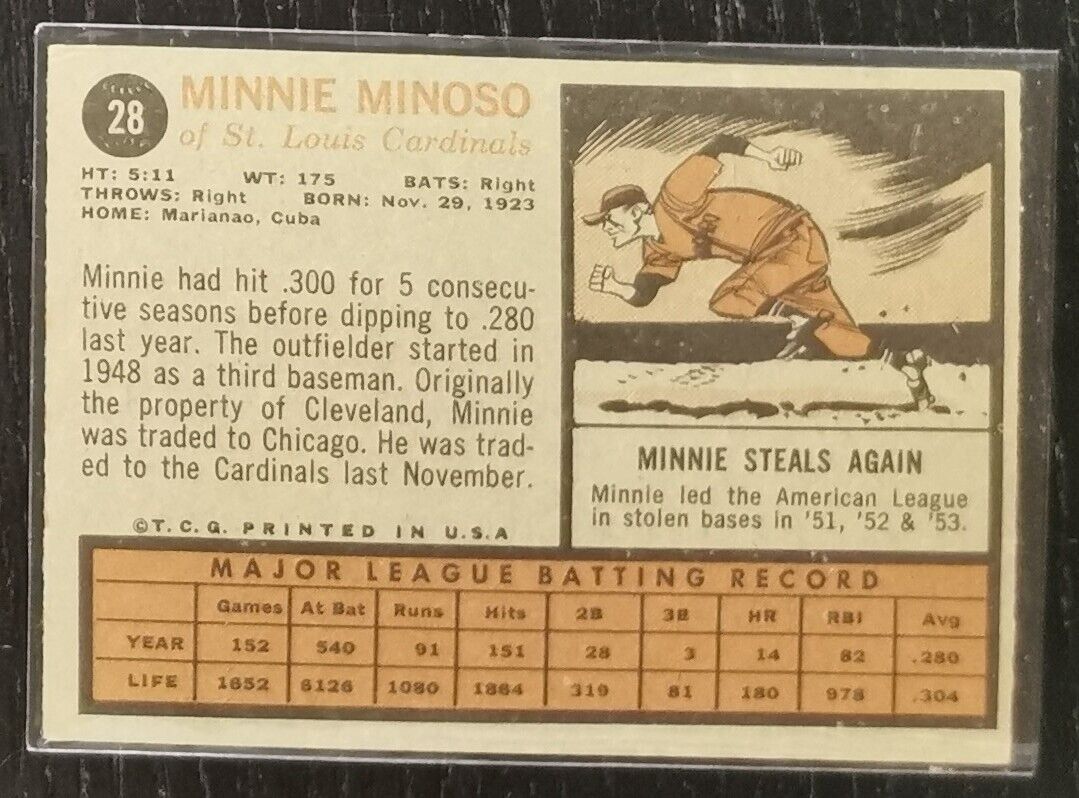 28
MINNIE MINOSO
of St. Louis Cardinals
HT: 5:11 WT: 175 BATS: Right
THROWS: Right BORN: Nov. 29, 1923
HOME: Marianao, Cuba
Minnie had hit .300 for 5 consecu-
tive seasons before dipping to .280
last year. The outfielder started in
1948 as a third baseman. Originally
the property of Cleveland, Minnie
was traded to Chicago. He was trad-
ed to the Cardinals last November.
©T.C.G. PRINTED IN U.S.A
MINNIE STEALS AGAIN
Minnie led the American League
in stolen bases in '51, '52 & '53.
MAJOR LEAGUE BATTING RECORD
Games At Bat Runs Hits 2B 3B HR RBI Avg
YEAR 152 540 91 151 28 3 14 82 .280
LIFE 1652 6126 1080 1864 319 81 180 978 .304